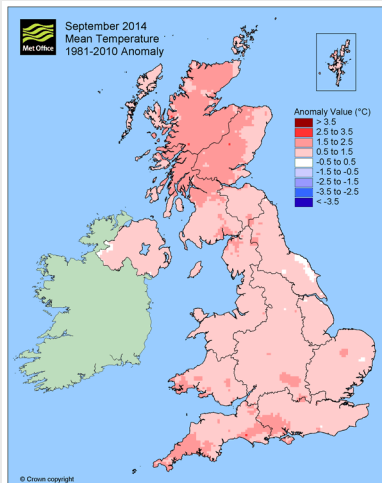 Met Office
September 2014
Mean Temperature
1981-2010 Anomaly
Anomaly Value (°C)
> 3.5
2.5 to 3.5
1.5 to 2.5
0.5 to 1.5
-0.5 to 0.5
-1.5 to -0.5
-2.5 to -1.5
-3.5 to -2.5
< -3.5
© Crown copyright